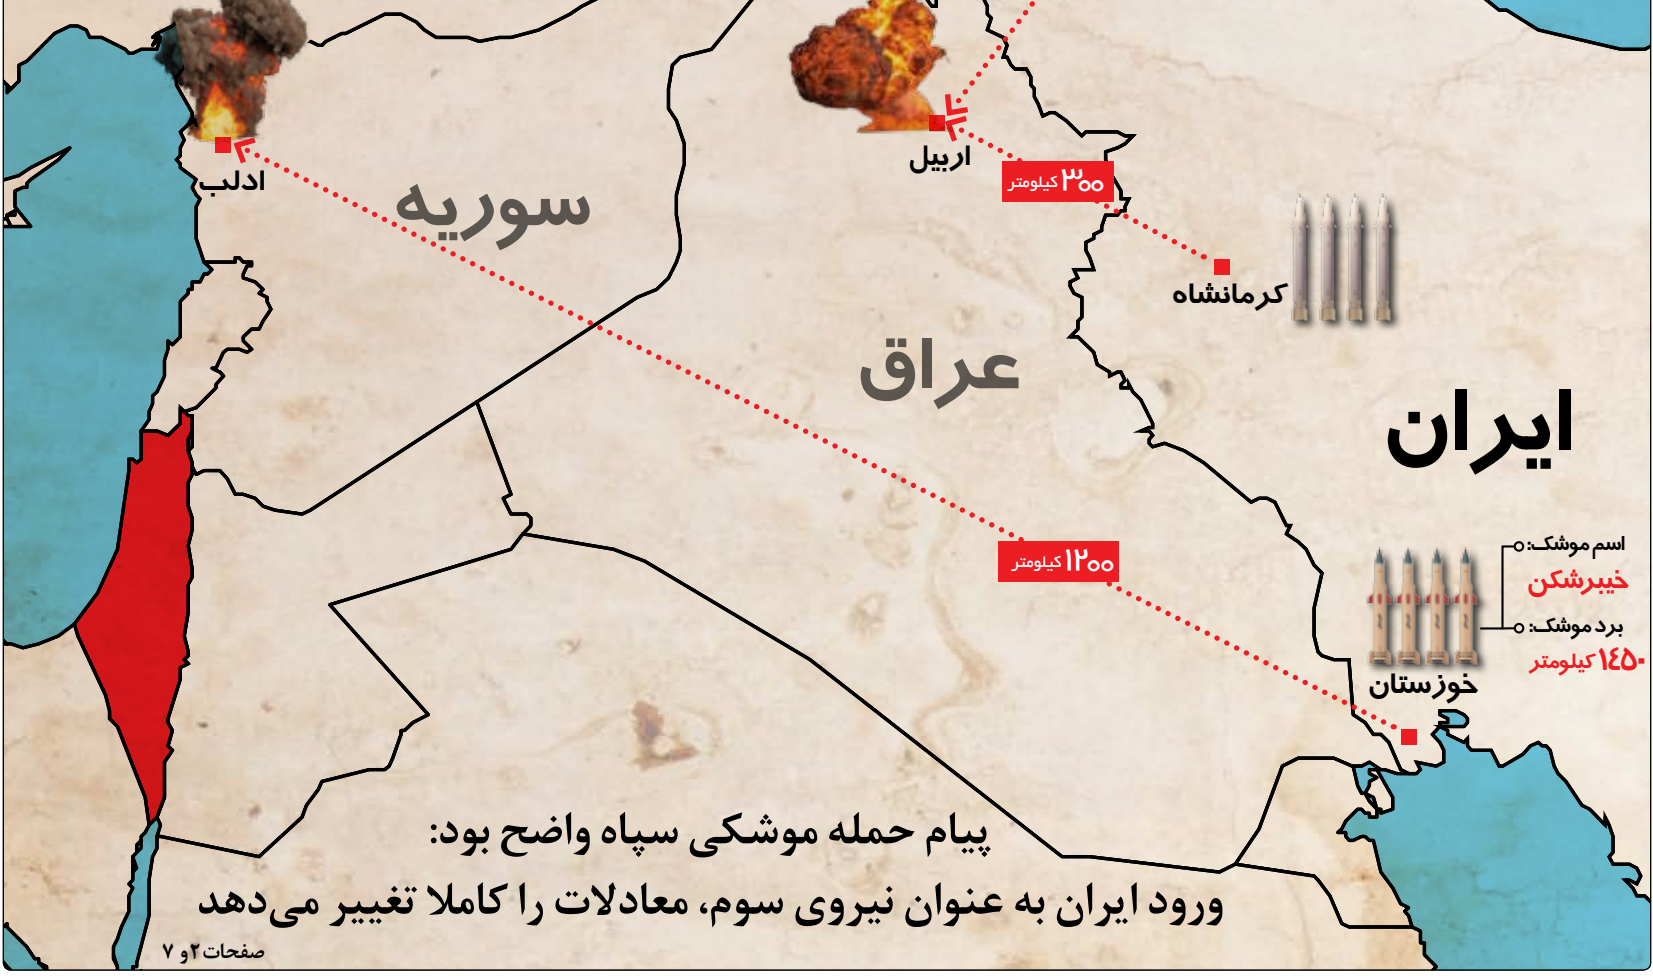 اربیل
ادلب
۳۰۰ کیلومتر
سوریه
کرمانشاه
عراق
ایران
۱۲۰۰ کیلومتر
اسم موشک:
خیبرشکن
برد موشک:
۱۴۵۰ کیلومتر
خوزستان
پیام حمله موشکی سپاه واضح بود:
ورود ایران به عنوان نیروی سوم، معادلات را کاملا تغییر می‌دهد
صفحات ۲ و ۷